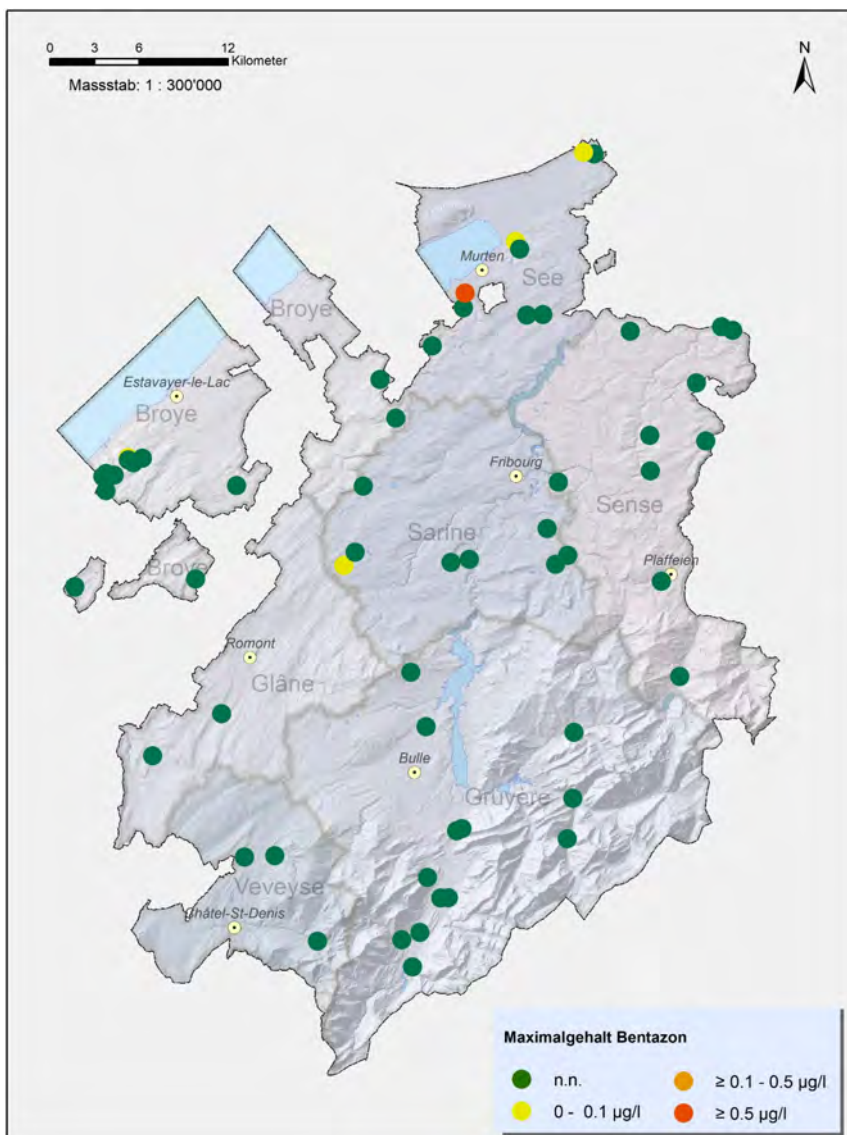 0 3 6 12
Kilometer
Massstab: 1 : 300'000
N
Murten
See
Broye
Estavayer-le-Lac
Broye
Fribourg
Sense
Sarine
Plaffeien
Broye
Romont
Glâne
Bulle
Gruyère
Veveyse
Châtel-St-Denis
Maximalgehalt Bentazon
n.n.
≥ 0.1 - 0.5 µg/l
0 - 0.1 µg/l
≥ 0.5 µg/l